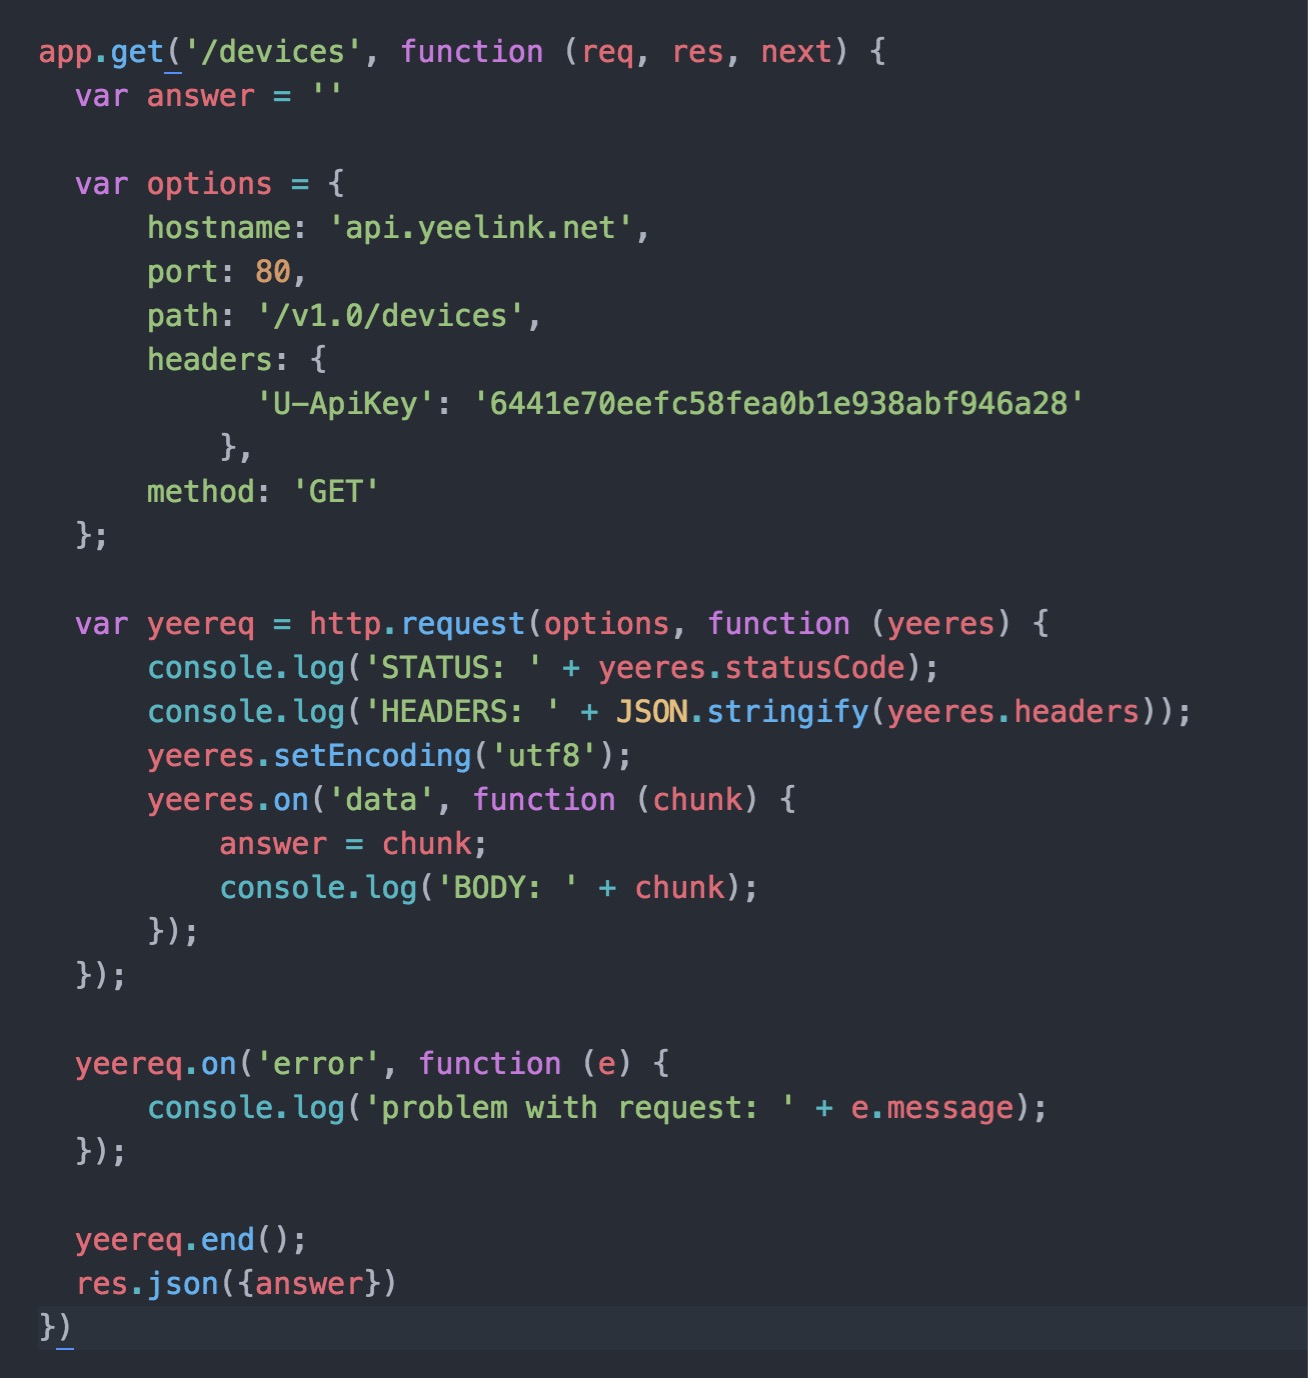 app.get('/devices', function (req, res, next) {
  var answer = ''

  var options = {
      hostname: 'api.yeelink.net',
      port: 80,
      path: '/v1.0/devices',
      headers: {
            'U-ApiKey': '6441e70eefc58fea0b1e938abf946a28'
          },
      method: 'GET'
  };

  var yeereq = http.request(options, function (yeeres) {
      console.log('STATUS: ' + yeeres.statusCode);
      console.log('HEADERS: ' + JSON.stringify(yeeres.headers));
      yeeres.setEncoding('utf8');
      yeeres.on('data', function (chunk) {
          answer = chunk;
          console.log('BODY: ' + chunk);
      });
  });

  yeereq.on('error', function (e) {
      console.log('problem with request: ' + e.message);
  });

  yeereq.end();
  res.json({answer})
})